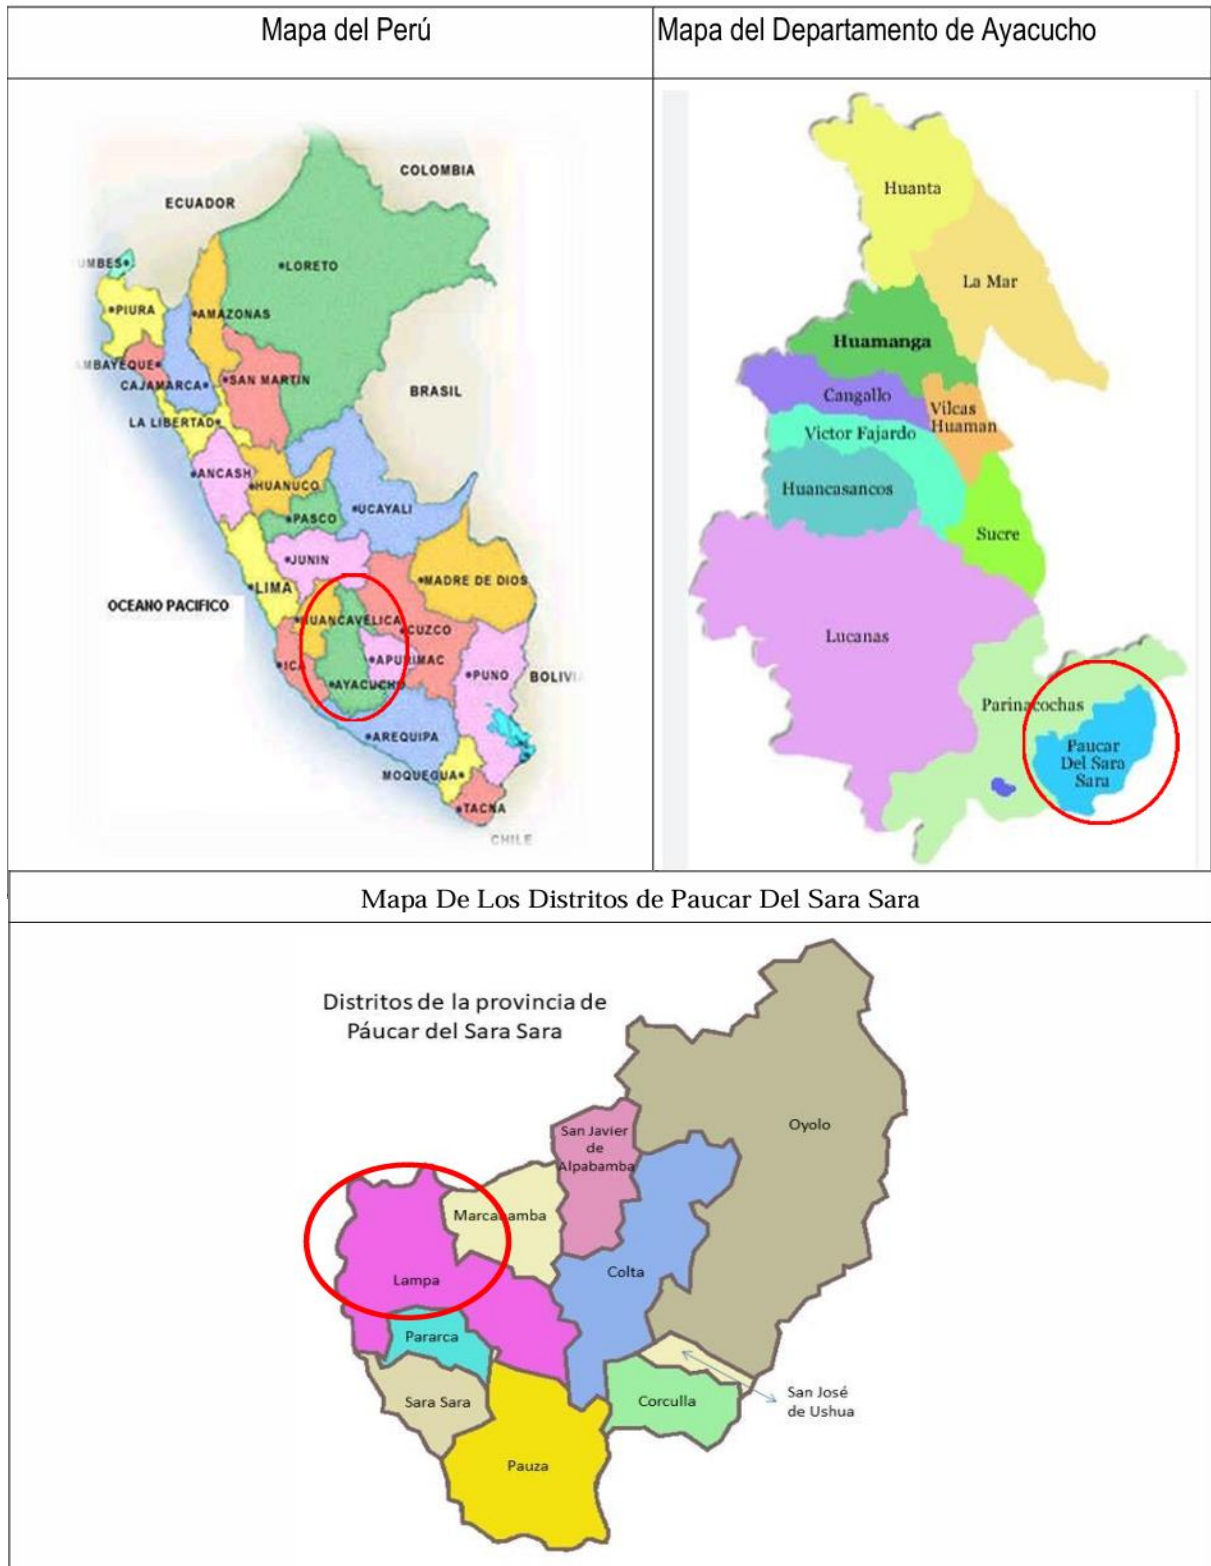 Mapa del Perú
Mapa del Departamento de Ayacucho
COLOMBIA
ECUADOR
UMBES
LORETO
PIURA
AMAZONAS
AMBAYEQUE
CAJAMARCA
SAN MARTIN
BRASIL
LA LIBERTAD
ANCASH
HUANUCO
UCAYALI
PASCO
JUNIN
LIMA
MADRE DE DIOS
OCEANO PACIFICO
HUANCAVELICA
CUZCO
ICA
APURIMAC
AYACUCHO
PUNO
BOLIVIA
AREQUIPA
MOQUEGUA
TACNA
CHILE
Huanta
La Mar
Huamanga
Cangallo
Vilcas
Huaman
Victor Fajardo
Huancasancos
Sucre
Lucanas
Parinacochas
Paucar
Del Sara
Sara
Mapa De Los Distritos de Paucar Del Sara Sara
Distritos de la provincia de
Páucar del Sara Sara
San Javier
de
Alpabamba
Oyolo
Marcabamba
Colta
Lampa
Pararca
Sara Sara
Corculla
San José
de Ushua
Pauza